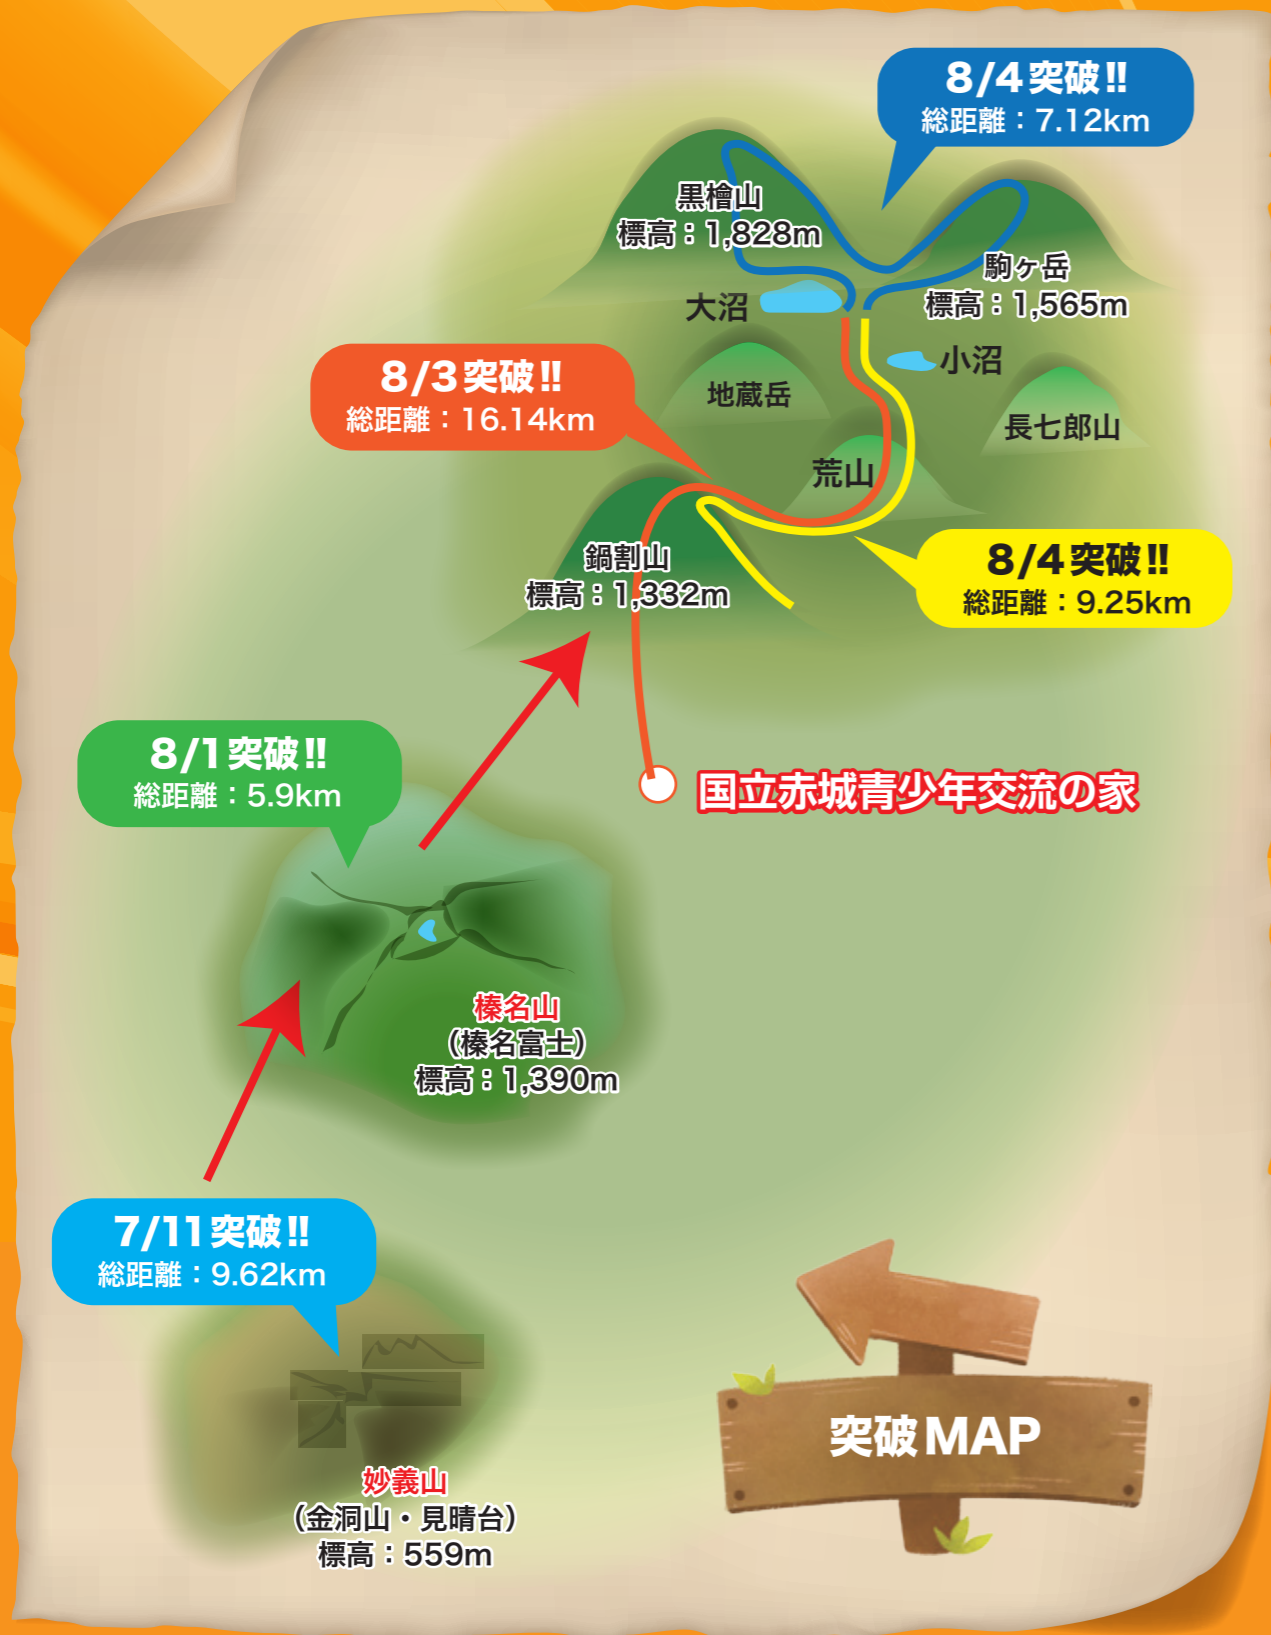 8/4突破!!
総距離：7.12km
黒檜山
標高：1,828m
駒ヶ岳
標高：1,565m
大沼
小沼
8/3突破!!
総距離：16.14km
地蔵岳
長七郎山
荒山
鍋割山
標高：1,332m
8/4突破!!
総距離：9.25km
8/1突破!!
総距離：5.9km
国立赤城青少年交流の家
榛名山
（榛名富士）
標高：1,390m
7/11突破!!
総距離：9.62km
突破MAP
妙義山
（金洞山・見晴台）
標高：559m